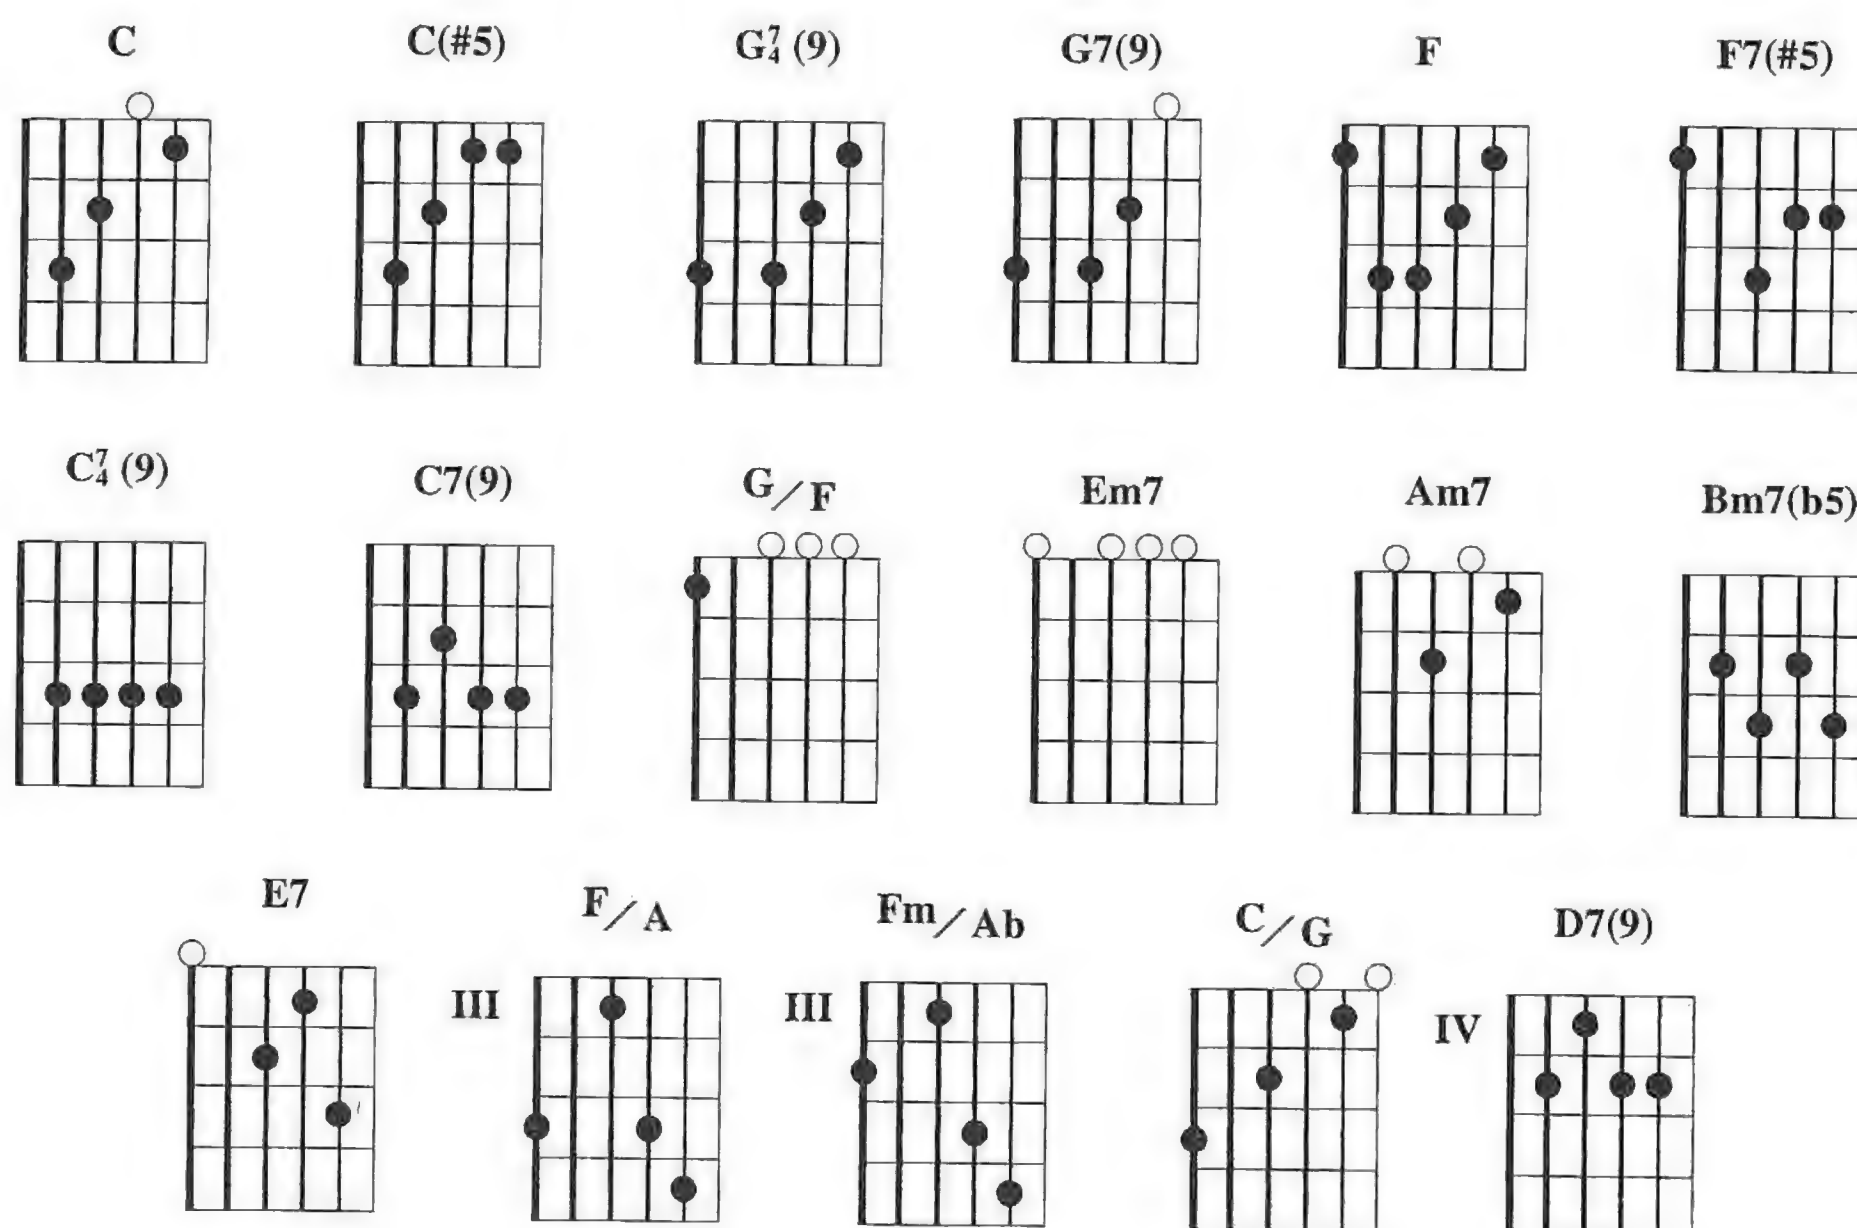 C C(#5) G7/4 (9) G7(9) F F7(#5)
C7/4 (9) C7(9) G/F Em7 Am7 Bm7(b5)
E7 F/A Fm/Ab C/G D7(9)
III III IV